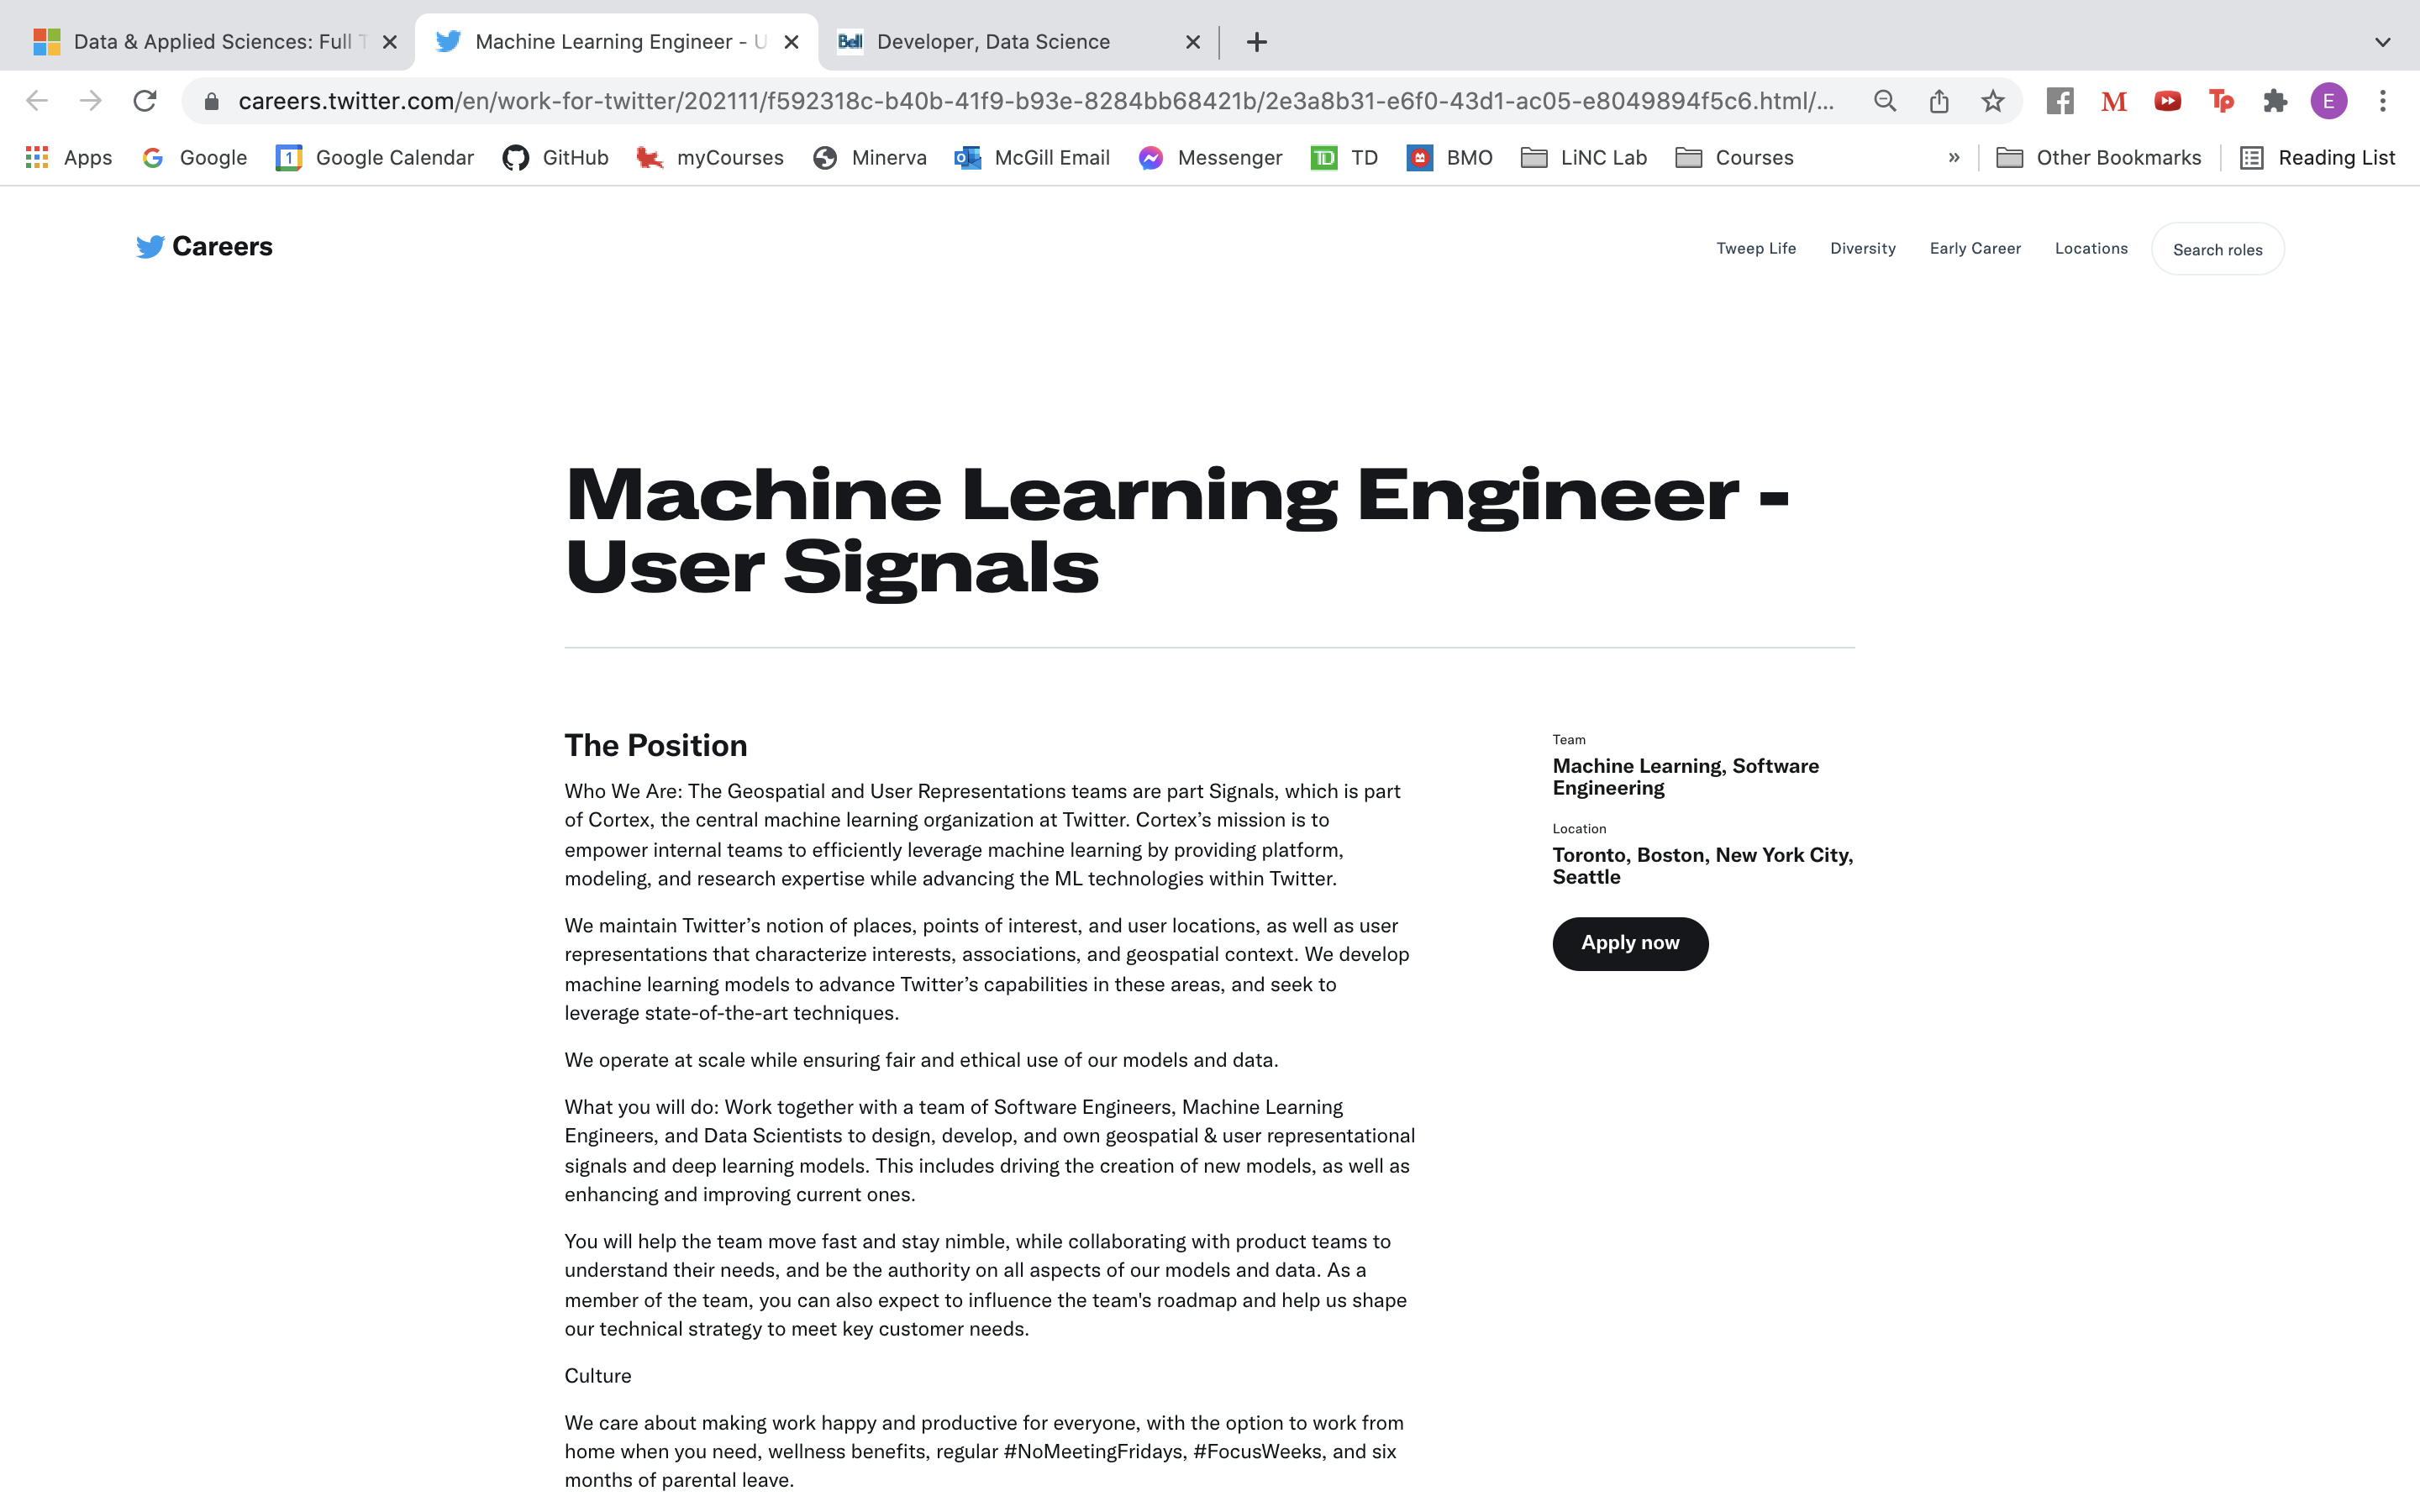 Data & Applied Sciences: Full T
Machine Learning Engineer - U
Bell Developer, Data Science
careers.twitter.com/en/work-for-twitter/202111/f592318c-b40b-41f9-b93e-8284bb68421b/2e3a8b31-e6f0-43d1-ac05-e8049894f5c6.html/...
M
Tp
E
Apps
Google
1 Google Calendar
GitHub
myCourses
Minerva
McGill Email
Messenger
TD TD
BMO
LiNC Lab
Courses
»
Other Bookmarks
Reading List
Careers
Tweep Life
Diversity
Early Career
Locations
Search roles
Machine Learning Engineer -
User Signals
The Position
Who We Are: The Geospatial and User Representations teams are part Signals, which is part
of Cortex, the central machine learning organization at Twitter. Cortex’s mission is to
empower internal teams to efficiently leverage machine learning by providing platform,
modeling, and research expertise while advancing the ML technologies within Twitter.
We maintain Twitter’s notion of places, points of interest, and user locations, as well as user
representations that characterize interests, associations, and geospatial context. We develop
machine learning models to advance Twitter’s capabilities in these areas, and seek to
leverage state-of-the-art techniques.
We operate at scale while ensuring fair and ethical use of our models and data.
What you will do: Work together with a team of Software Engineers, Machine Learning
Engineers, and Data Scientists to design, develop, and own geospatial & user representational
signals and deep learning models. This includes driving the creation of new models, as well as
enhancing and improving current ones.
You will help the team move fast and stay nimble, while collaborating with product teams to
understand their needs, and be the authority on all aspects of our models and data. As a
member of the team, you can also expect to influence the team's roadmap and help us shape
our technical strategy to meet key customer needs.
Culture
We care about making work happy and productive for everyone, with the option to work from
home when you need, wellness benefits, regular #NoMeetingFridays, #FocusWeeks, and six
months of parental leave.
Team
Machine Learning, Software
Engineering
Location
Toronto, Boston, New York City,
Seattle
Apply now